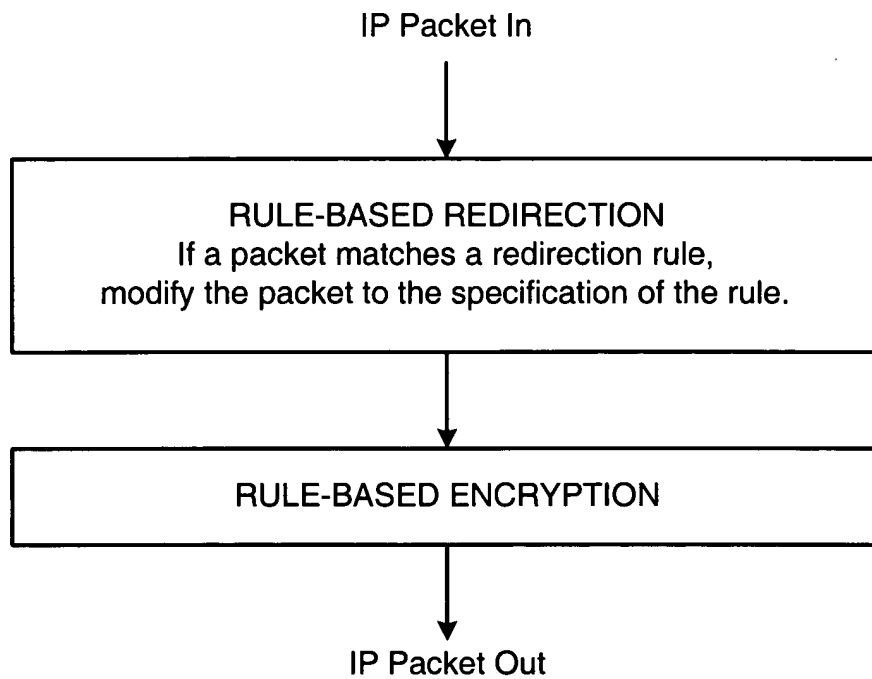 IP Packet In
RULE-BASED REDIRECTION
If a packet matches a redirection rule,
modify the packet to the specification of the rule.
RULE-BASED ENCRYPTION
IP Packet Out